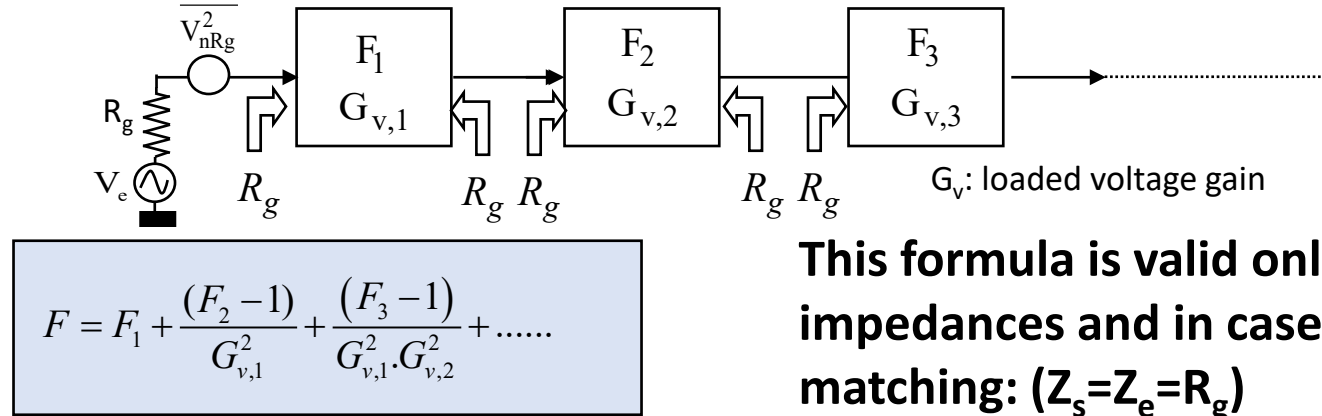 V²nRg
F₁
F₂
F₃
Gv,1
Gv,2
Gv,3
Rg
Ve
Rg
Rg Rg
Rg Rg
Gv: loaded voltage gain
F = F₁ + (F₂ − 1)/G²v,1 + (F₃ − 1)/G²v,1.G²v,2 + ......
This formula is valid onl
impedances and in case
matching: (Zs=Ze=Rg)